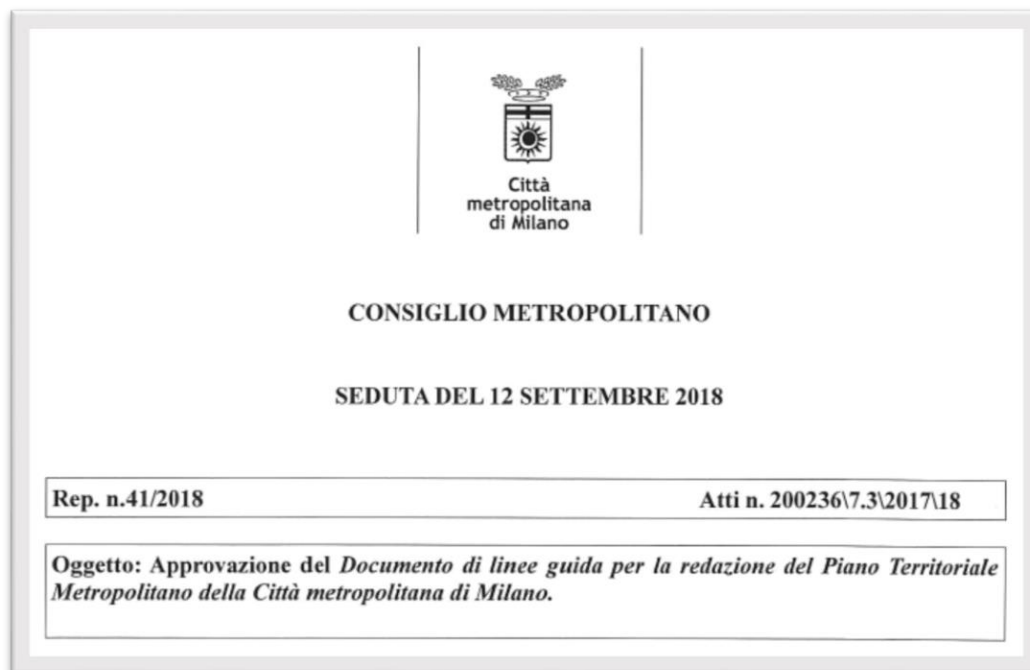 Città
metropolitana
di Milano
CONSIGLIO METROPOLITANO
SEDUTA DEL 12 SETTEMBRE 2018
Rep. n.41/2018 Atti n. 200236\7.3\2017\18
Oggetto: Approvazione del Documento di linee guida per la redazione del Piano Territoriale
Metropolitano della Città metropolitana di Milano.